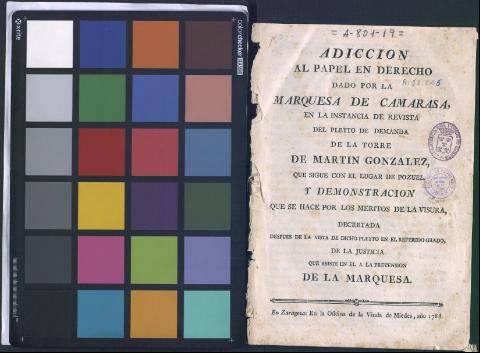 x-rite
colorchecker
= A-801-19 =
ADICCION
AL PAPEL EN DERECHO
DADO POR LA
MARQUESA DE CAMARASA,
EN LA INSTANCIA DE REVISTA
DEL PLEYTO DE DEMANDA
DE LA TORRE
DE MARTIN GONZALEZ,
QUE SIGUE CON EL LUGAR DE POZUEL,
Y DEMONSTRACION
QUE SE HACE POR LOS MERITOS DE LA VISURA,
DECRETADA
DESPUES DE LA VISTA DE DICHO PLEYTO EN EL REFERIDO GRADO,
DE LA JUSTICIA
QUE ASISTE EN EL A LA PRETENSION
DE LA MARQUESA.
En Zaragoza: En la Oficina de la Viuda de Miedes, año 1788.